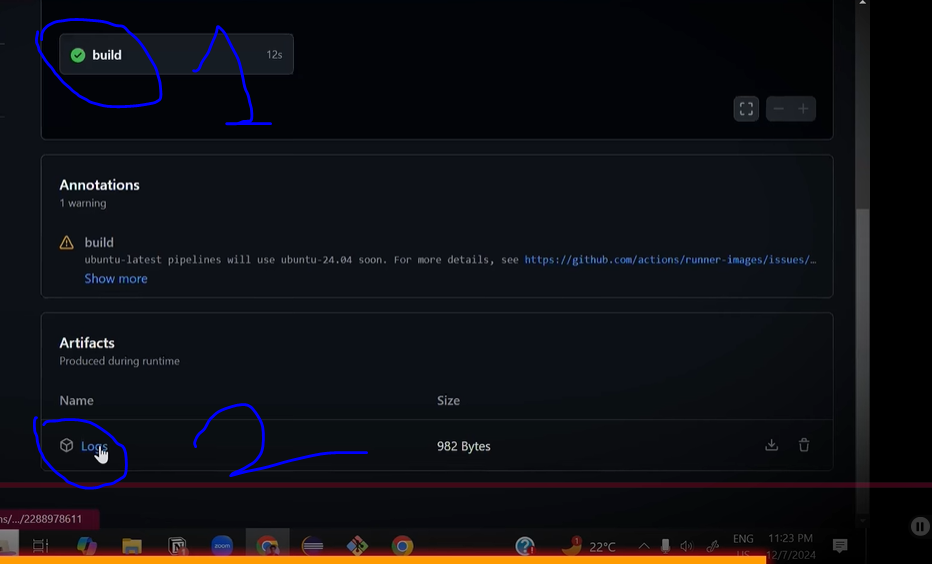 build 12s
1
Annotations
1 warning
build
ubuntu-latest pipelines will use ubuntu-24.04 soon. For more details, see https://github.com/actions/runner-images/issues/…
Show more
Artifacts
Produced during runtime
Name Size
Logs 982 Bytes
2
ns/.../2288978611
zoom
1
22°C
ENG
US
11:23 PM
12/7/2024